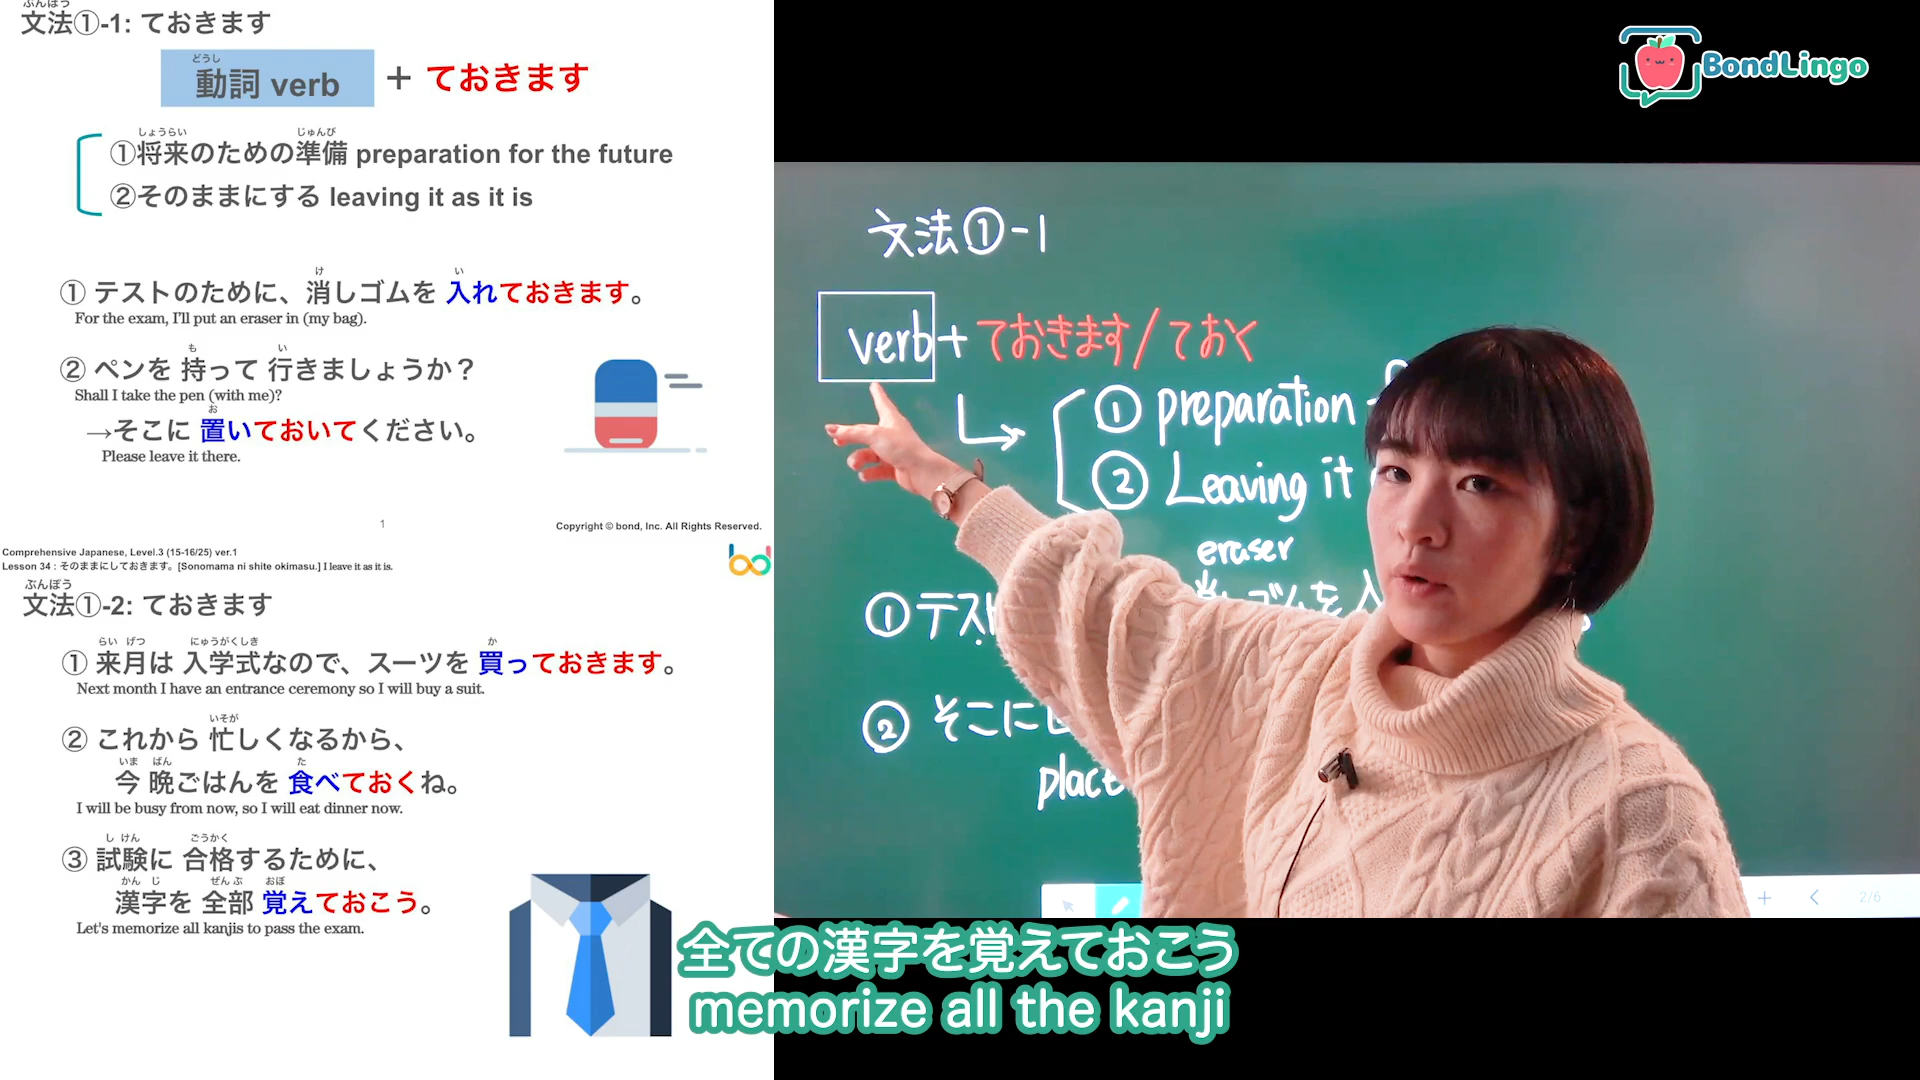 ぶんぽう
文法①-1: ておきます
どうし
動詞 verb + ておきます
しょうらい じゅんび
①将来のための準備 preparation for the future
②そのままにする leaving it as it is
け い
① テストのために、消しゴムを 入れておきます。
For the exam, I'll put an eraser in (my bag).
も い
② ペンを 持って 行きましょうか？
Shall I take the pen (with me)?
お
→そこに 置いておいてください。
Please leave it there.
1
Copyright © bond, Inc. All Rights Reserved.
Comprehensive Japanese, Level.3 (15-16/25) ver.1
Lesson 34 : そのままにしておきます。[Sonomama ni shite okimasu.] I leave it as it is.
bd
ぶんぽう
文法①-2: ておきます
らい げつ にゅうがくしき か
① 来月は 入学式なので、スーツを 買っておきます。
Next month I have an entrance ceremony so I will buy a suit.
いそが
② これから 忙しくなるから、
いま ばん た
今 晩ごはんを 食べておくね。
I will be busy from now, so I will eat dinner now.
し けん ごうかく
③ 試験に 合格するために、
かん じ ぜんぶ おぼ
漢字を 全部 覚えておこう。
Let's memorize all kanjis to pass the exam.
BondLingo
文法①-1
verb + ておきます/ておく
① preparation
② Leaving it
eraser
①テスト しゴムを 入
② そこに
place
2/6
全ての漢字を覚えておこう
memorize all the kanji